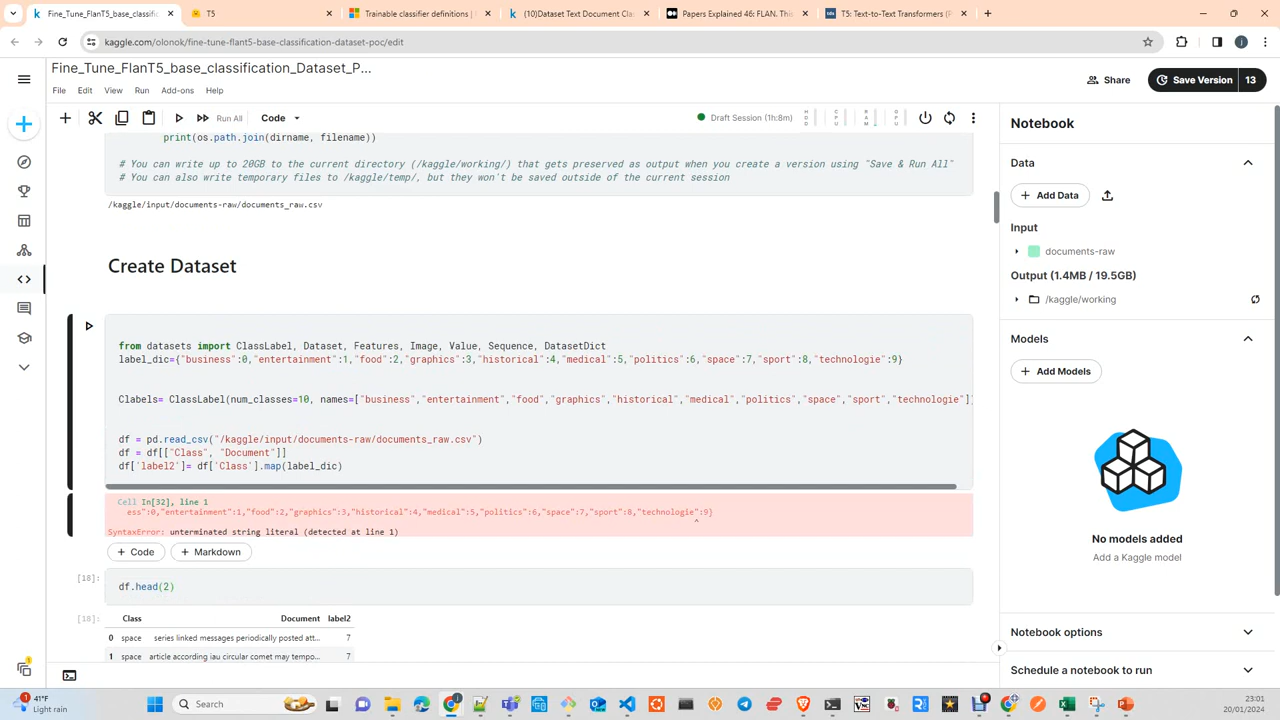 Fine_Tune_FlanT5_base_classific
T5
Trainable classifier definitions |
(10)Dataset Text Document Clas
Papers Explained 46: FLAN. This
T5: Text-to-Text Transformers (P
kaggle.com/olonok/fine-tune-flant5-base-classification-dataset-poc/edit
Fine_Tune_FlanT5_base_classification_Dataset_P...
Share
Save Version
13
File Edit View Run Add-ons Help
Run All
Code
Draft Session (1h:8m)
HDD
CPU
RAM
GPU
Notebook
print(os.path.join(dirname, filename))
# You can write up to 20GB to the current directory (/kaggle/working/) that gets preserved as output when you create a version using "Save & Run All"
# You can also write temporary files to /kaggle/temp/, but they won't be saved outside of the current session
/kaggle/input/documents-raw/documents_raw.csv
Create Dataset
from datasets import ClassLabel, Dataset, Features, Image, Value, Sequence, DatasetDict
label_dic={"business":0,"entertainment":1,"food":2,"graphics":3,"historical":4,"medical":5,"politics":6,"space":7,"sport":8,"technologie":9}
Clabels= ClassLabel(num_classes=10, names=["business","entertainment","food","graphics","historical","medical","politics","space","sport","technologie"])
df = pd.read_csv("/kaggle/input/documents-raw/documents_raw.csv")
df = df[["Class", "Document"]]
df['label2']= df['Class'].map(label_dic)
Cell In[32], line 1
ess":0,"entertainment":1,"food":2,"graphics":3,"historical":4,"medical":5,"politics":6,"space":7,"sport":8,"technologie":9}
^
SyntaxError: unterminated string literal (detected at line 1)
+ Code
+ Markdown
[18]:
df.head(2)
[18]:
Class Document label2
0 space series linked messages periodically posted att... 7
1 space article according iau circular comet may tempo... 7
Data
+ Add Data
Input
documents-raw
Output (1.4MB / 19.5GB)
/kaggle/working
Models
+ Add Models
No models added
Add a Kaggle model
Notebook options
Schedule a notebook to run
41°F
Light rain
Search
23:01
20/01/2024